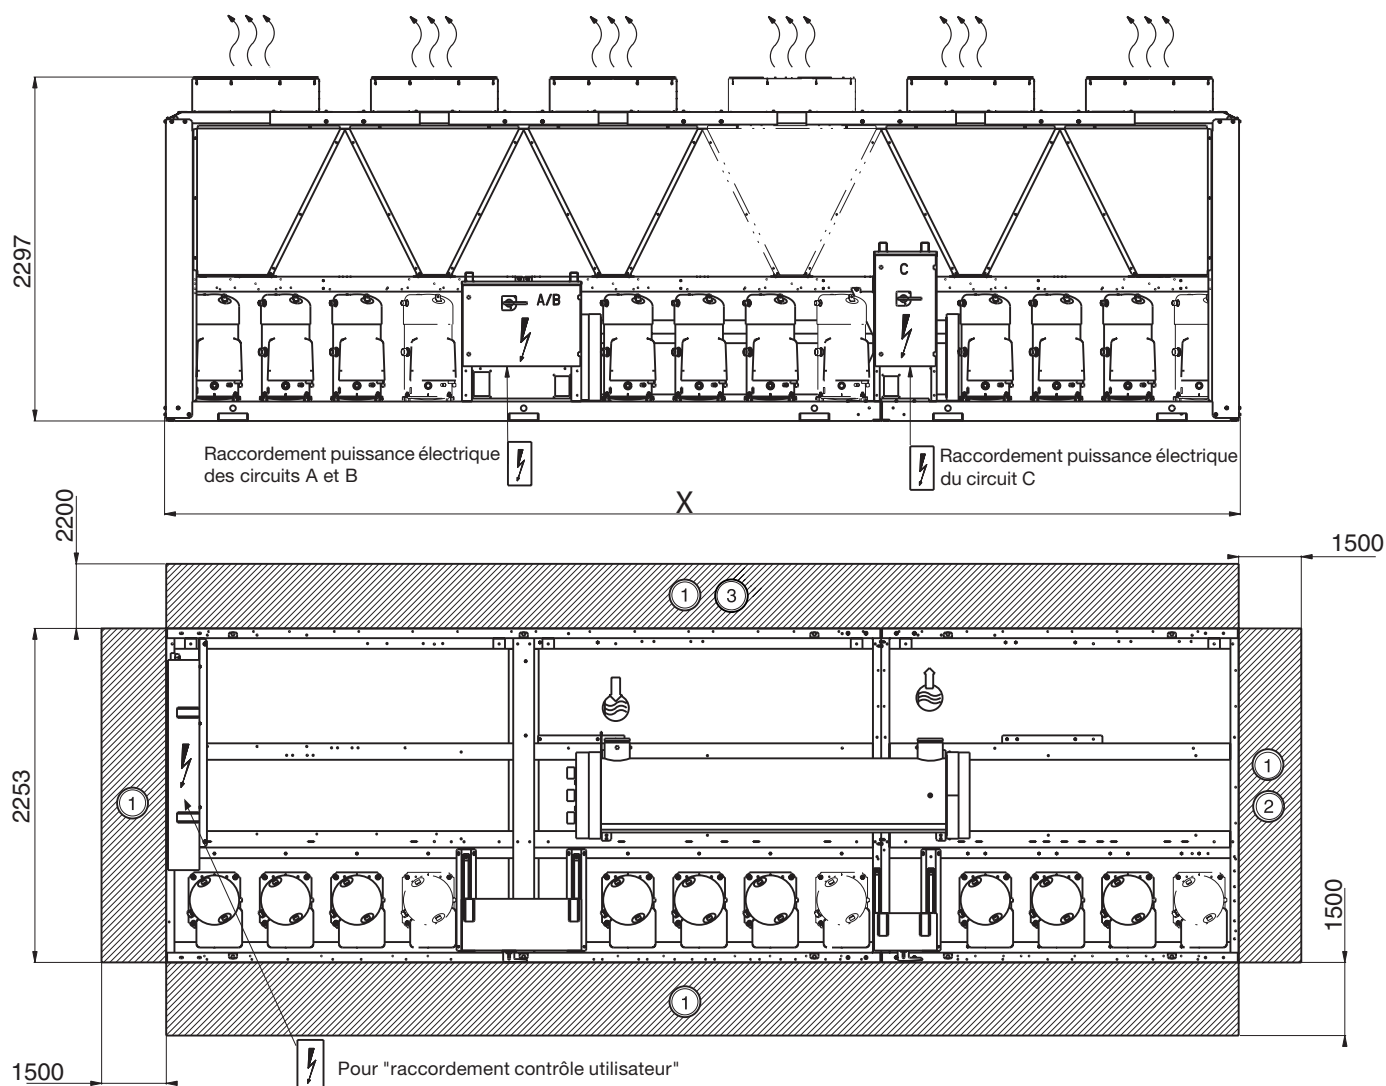 2297
C
A/B
Raccordement puissance électrique
des circuits A et B
Raccordement puissance électrique
du circuit C
X
2200
1500
1 3
2253
1
1
2
1500
1
1500
Pour "raccordement contrôle utilisateur"